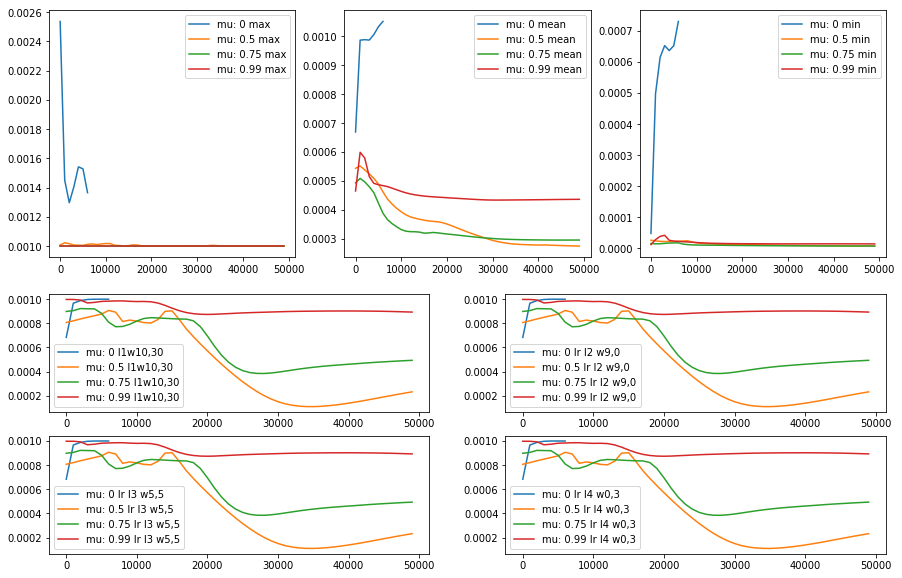 0.0026
0.0024
0.0022
0.0020
0.0018
0.0016
0.0014
0.0012
0.0010
0 10000 20000 30000 40000 50000
mu: 0 max
mu: 0.5 max
mu: 0.75 max
mu: 0.99 max
0.0010
0.0009
0.0008
0.0007
0.0006
0.0005
0.0004
0.0003
0 10000 20000 30000 40000 50000
mu: 0 mean
mu: 0.5 mean
mu: 0.75 mean
mu: 0.99 mean
0.0007
0.0006
0.0005
0.0004
0.0003
0.0002
0.0001
0.0000
0 10000 20000 30000 40000 50000
mu: 0 min
mu: 0.5 min
mu: 0.75 min
mu: 0.99 min
0.0010
0.0008
0.0006
0.0004
0.0002
0 10000 20000 30000 40000 50000
mu: 0 l1w10,30
mu: 0.5 l1w10,30
mu: 0.75 l1w10,30
mu: 0.99 l1w10,30
0.0010
0.0008
0.0006
0.0004
0.0002
0 10000 20000 30000 40000 50000
mu: 0 lr l2 w9,0
mu: 0.5 lr l2 w9,0
mu: 0.75 lr l2 w9,0
mu: 0.99 lr l2 w9,0
0.0010
0.0008
0.0006
0.0004
0.0002
0 10000 20000 30000 40000 50000
mu: 0 lr l3 w5,5
mu: 0.5 lr l3 w5,5
mu: 0.75 lr l3 w5,5
mu: 0.99 lr l3 w5,5
0.0010
0.0008
0.0006
0.0004
0.0002
0 10000 20000 30000 40000 50000
mu: 0 lr l4 w0,3
mu: 0.5 lr l4 w0,3
mu: 0.75 lr l4 w0,3
mu: 0.99 lr l4 w0,3